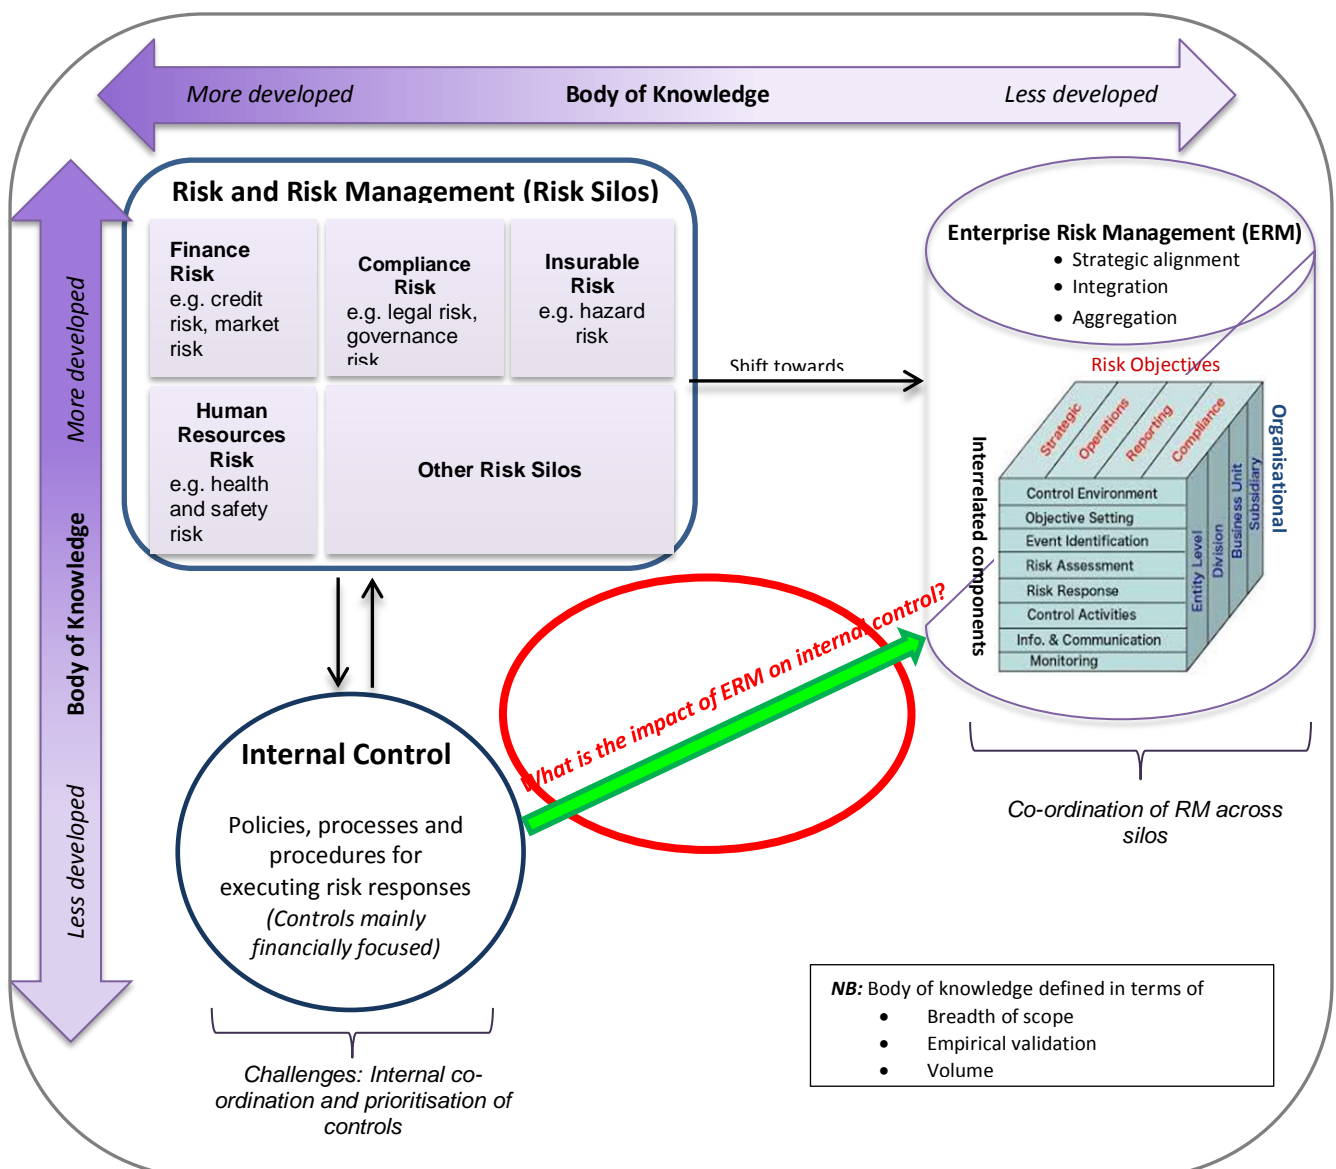 More developed
Body of Knowledge
Less developed
More developed
Body of Knowledge
Less developed
Risk and Risk Management (Risk Silos)
Finance
Risk
e.g. credit
risk, market
risk
Compliance
Risk
e.g. legal risk,
governance
risk
Insurable
Risk
e.g. hazard
risk
Human
Resources
Risk
e.g. health
and safety
risk
Other Risk Silos
Shift towards
Enterprise Risk Management (ERM)
• Strategic alignment
• Integration
• Aggregation
Risk Objectives
Strategic
Operations
Reporting
Compliance
Interrelated components
Control Environment
Objective Setting
Event Identification
Risk Assessment
Risk Response
Control Activities
Info. & Communication
Monitoring
Entity Level
Division
Business Unit
Subsidiary
Organisational
Co-ordination of RM across
silos
What is the impact of ERM on internal control?
Internal Control
Policies, processes and
procedures for
executing risk responses
(Controls mainly
financially focused)
Challenges: Internal co-
ordination and prioritisation of
controls
NB: Body of knowledge defined in terms of
• Breadth of scope
• Empirical validation
• Volume